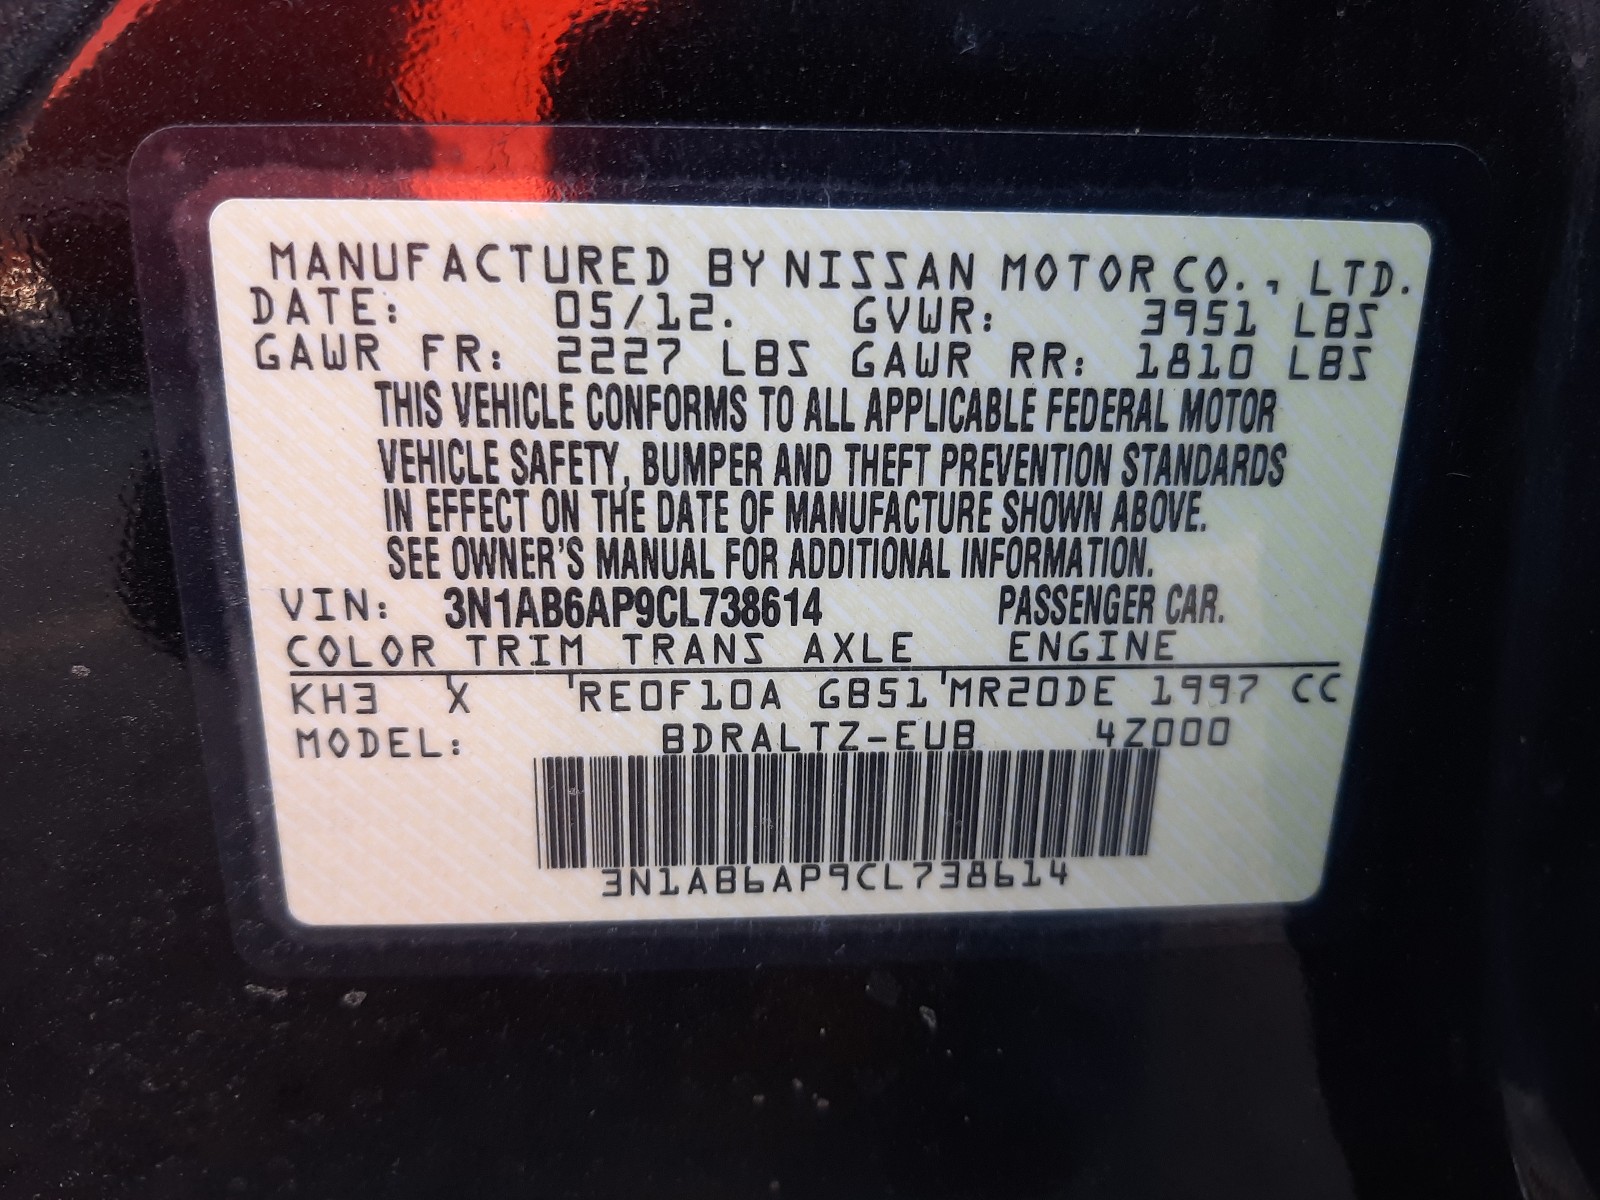 MANUFACTURED BY NISSAN MOTOR CO., LTD.
DATE: 05/12. GVWR: 3951 LBS
GAWR FR: 2227 LBS GAWR RR: 1810 LBS
THIS VEHICLE CONFORMS TO ALL APPLICABLE FEDERAL MOTOR
VEHICLE SAFETY, BUMPER AND THEFT PREVENTION STANDARDS
IN EFFECT ON THE DATE OF MANUFACTURE SHOWN ABOVE.
SEE OWNER'S MANUAL FOR ADDITIONAL INFORMATION.
VIN: 3N1AB6AP9CL738614 PASSENGER CAR.
COLOR TRIM TRANS AXLE ENGINE
KH3 X RE0F10A GB51 MR20DE 1997 CC
MODEL: BDRALTZ-EUB 4Z000
3N1AB6AP9CL738614